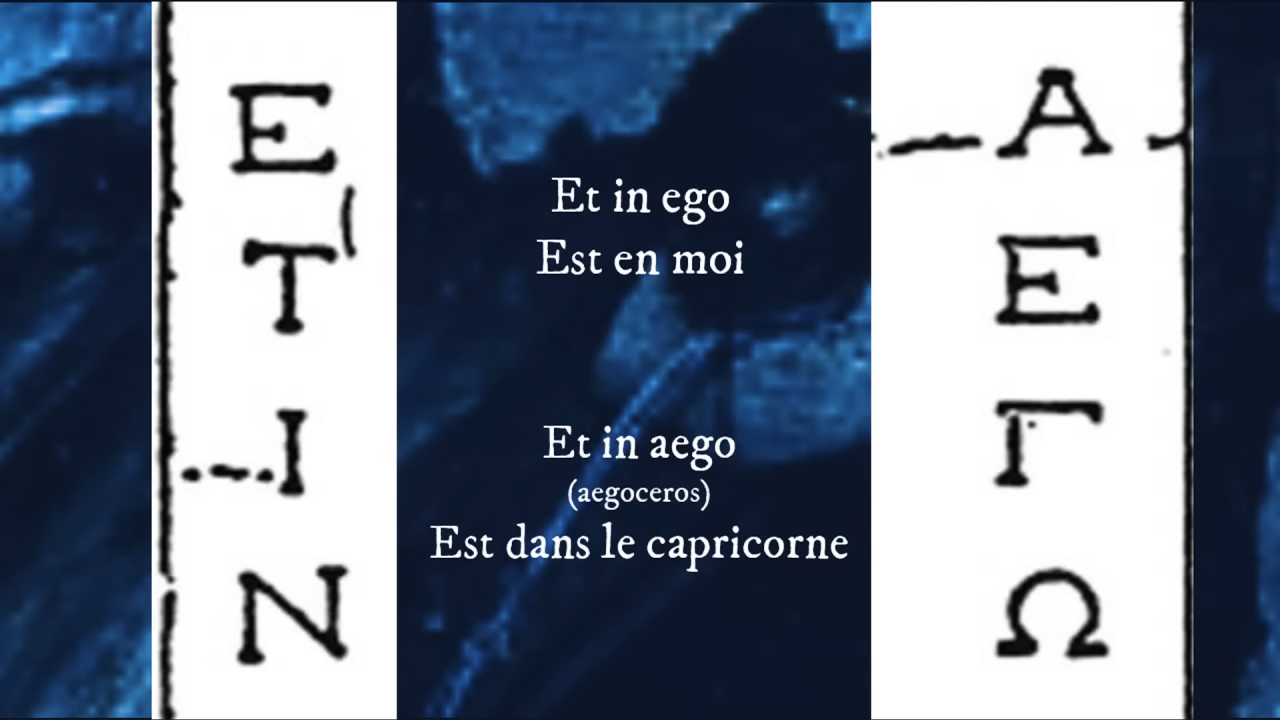 E
T
I
N
Et in ego
Est en moi
Et in aego
(aegoceros)
Est dans le capricorne
Α
Ε
Γ
Ω